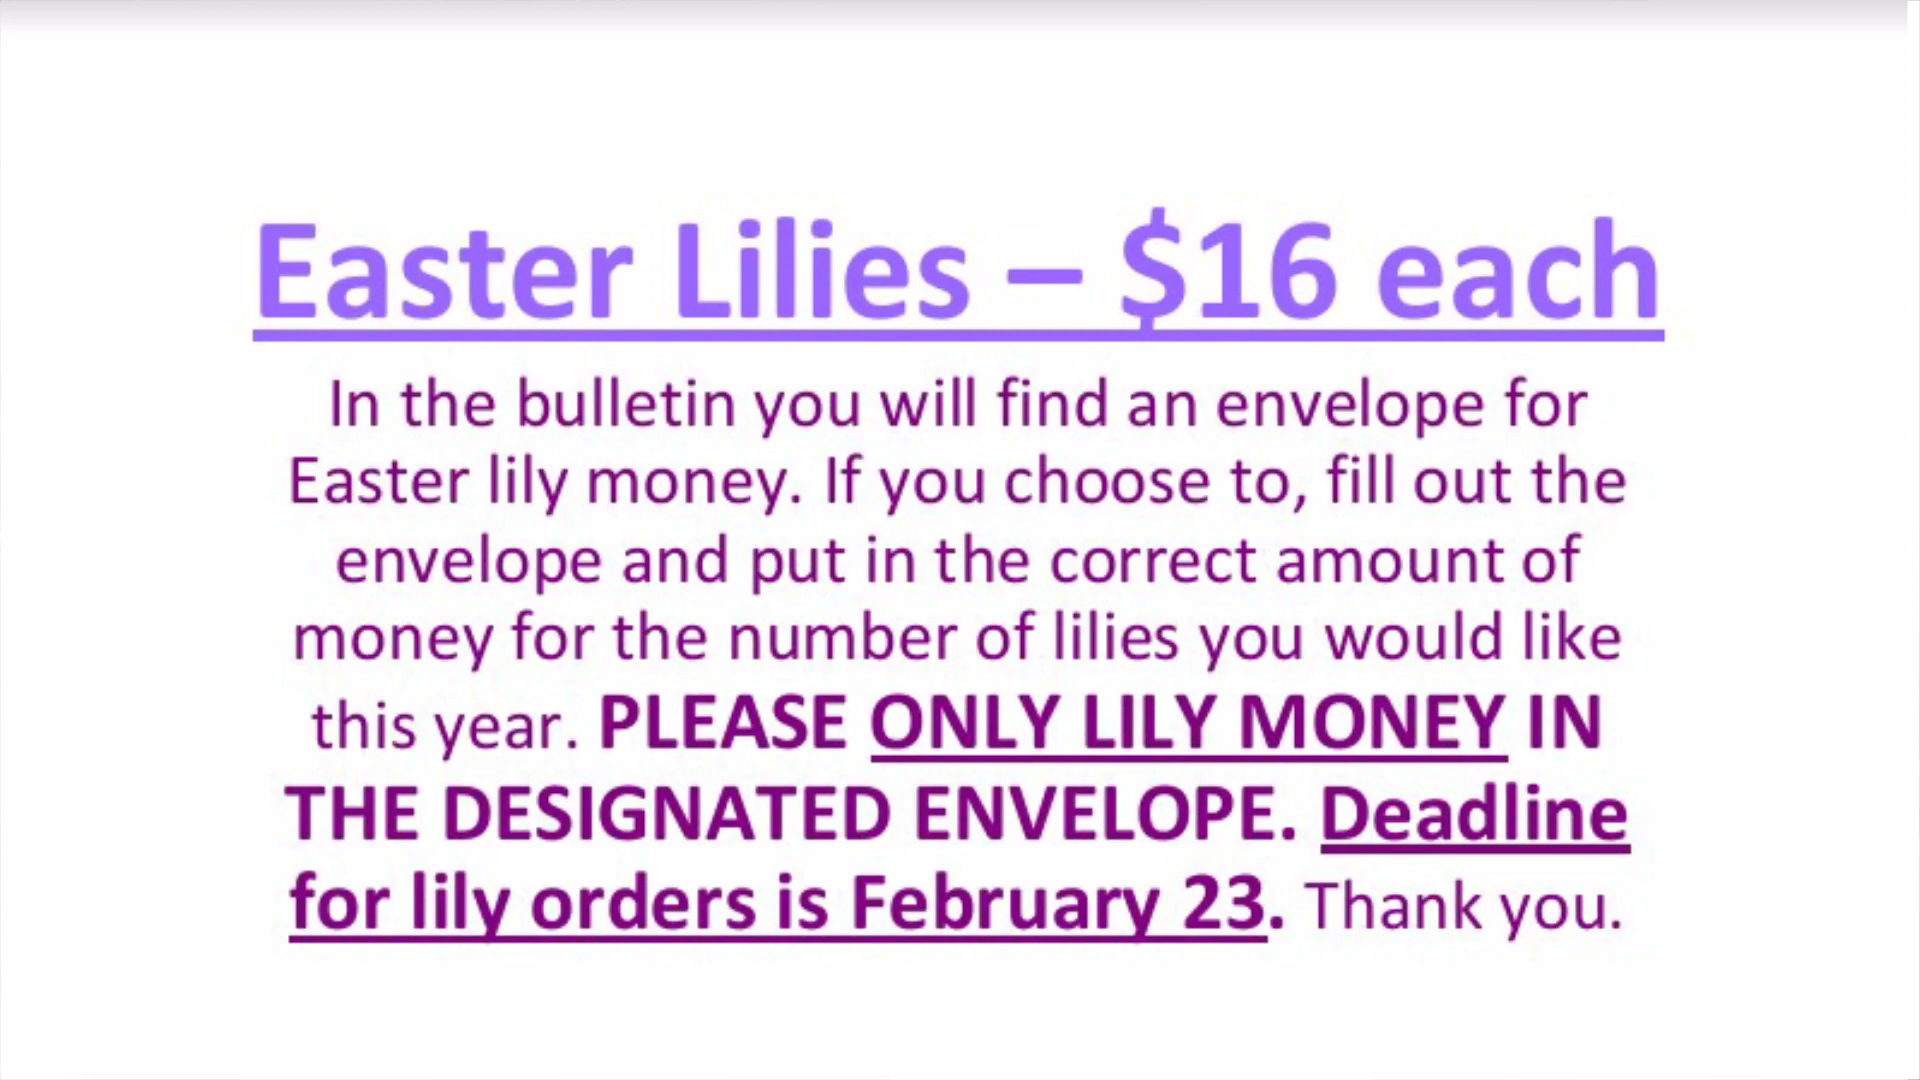 Easter Lilies – $16 each
In the bulletin you will find an envelope for
Easter lily money. If you choose to, fill out the
envelope and put in the correct amount of
money for the number of lilies you would like
this year. PLEASE ONLY LILY MONEY IN
THE DESIGNATED ENVELOPE. Deadline
for lily orders is February 23. Thank you.